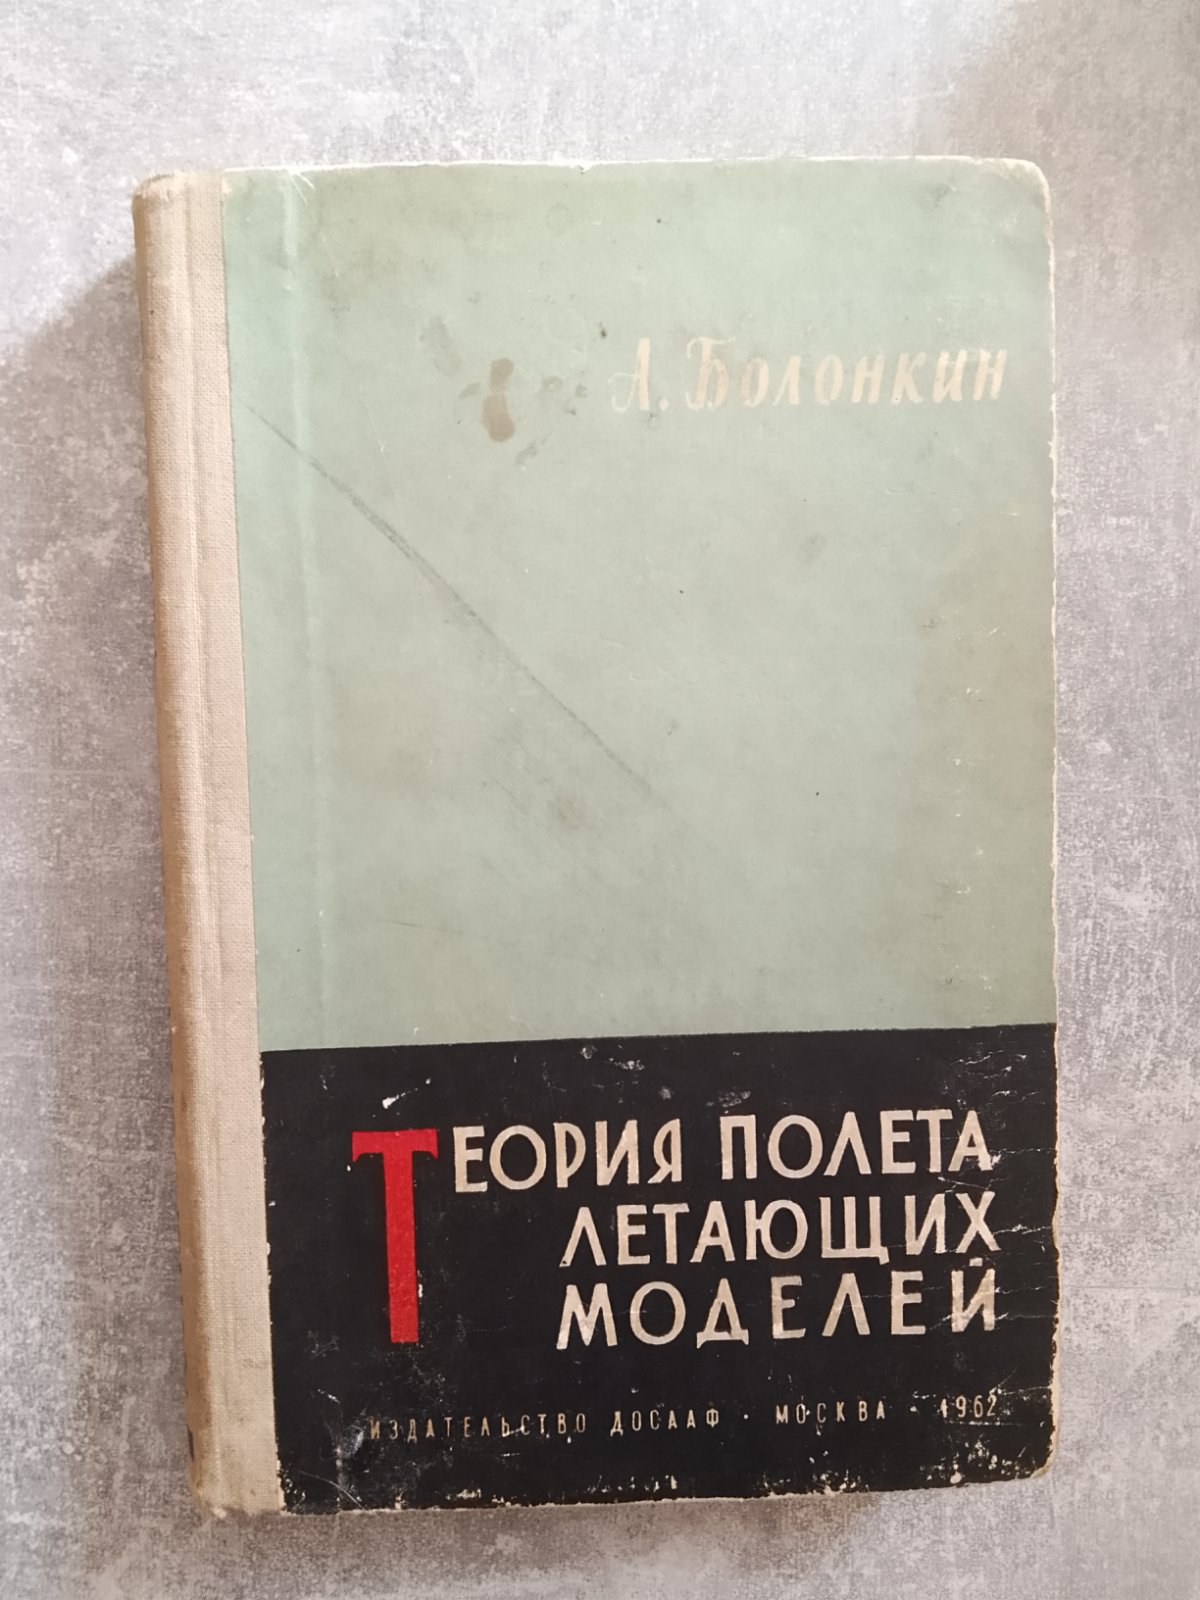 А. Болонкин
ТЕОРИЯ ПОЛЕТА
ЛЕТАЮЩИХ
МОДЕЛЕЙ
ИЗДАТЕЛЬСТВО ДОСААФ · МОСКВА · 1962